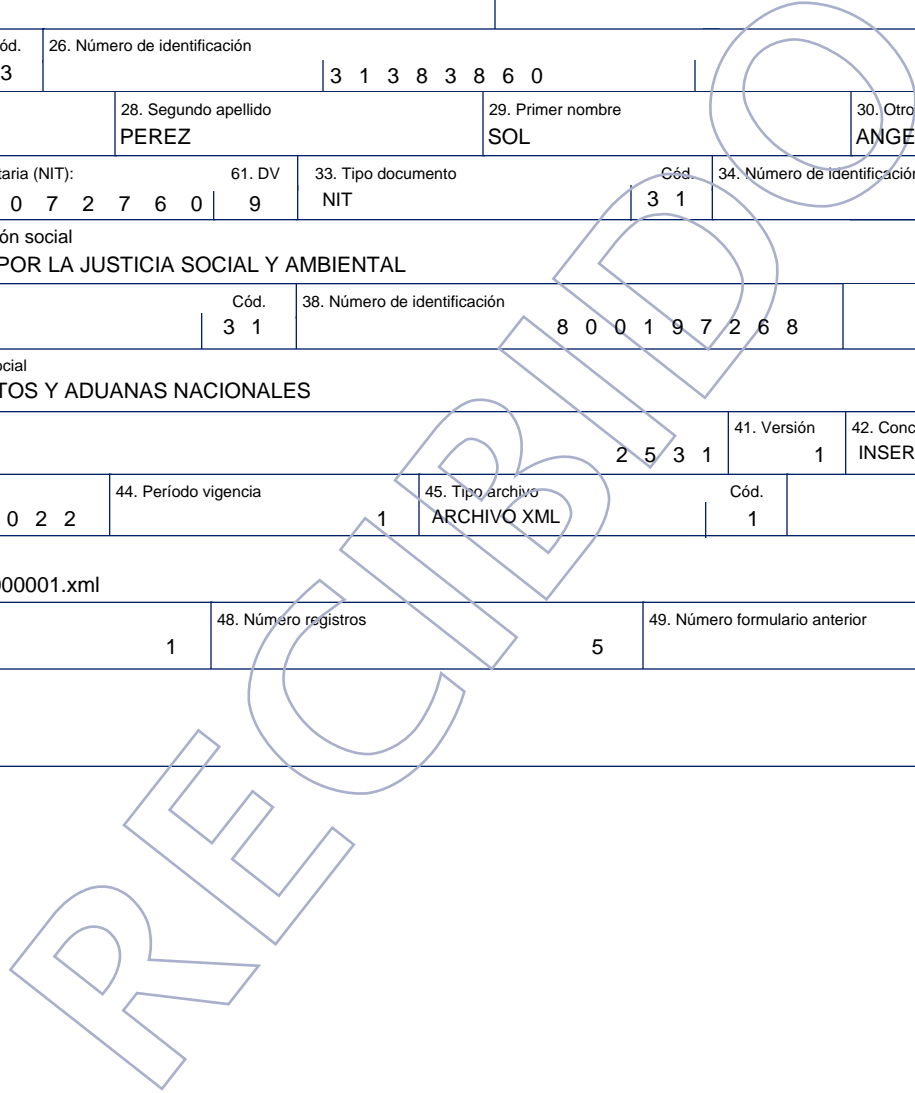 ód. 26. Número de identificación
3 3 1 3 8 3 8 6 0
28. Segundo apellido 29. Primer nombre 30. Otro
PEREZ SOL ANGE
taria (NIT): 61. DV 33. Tipo documento Cód. 34. Número de identificación
0 7 2 7 6 0 9 NIT 3 1
ón social
POR LA JUSTICIA SOCIAL Y AMBIENTAL
Cód. 38. Número de identificación
3 1 8 0 0 1 9 7 2 6 8
ocial
TOS Y ADUANAS NACIONALES
41. Versión 42. Conc
2 5 3 1 1 INSER
44. Período vigencia 45. Tipo archivo Cód.
0 2 2 1 ARCHIVO XML 1
000001.xml
48. Número registros 49. Número formulario anterior
1 5
RECIBIDO